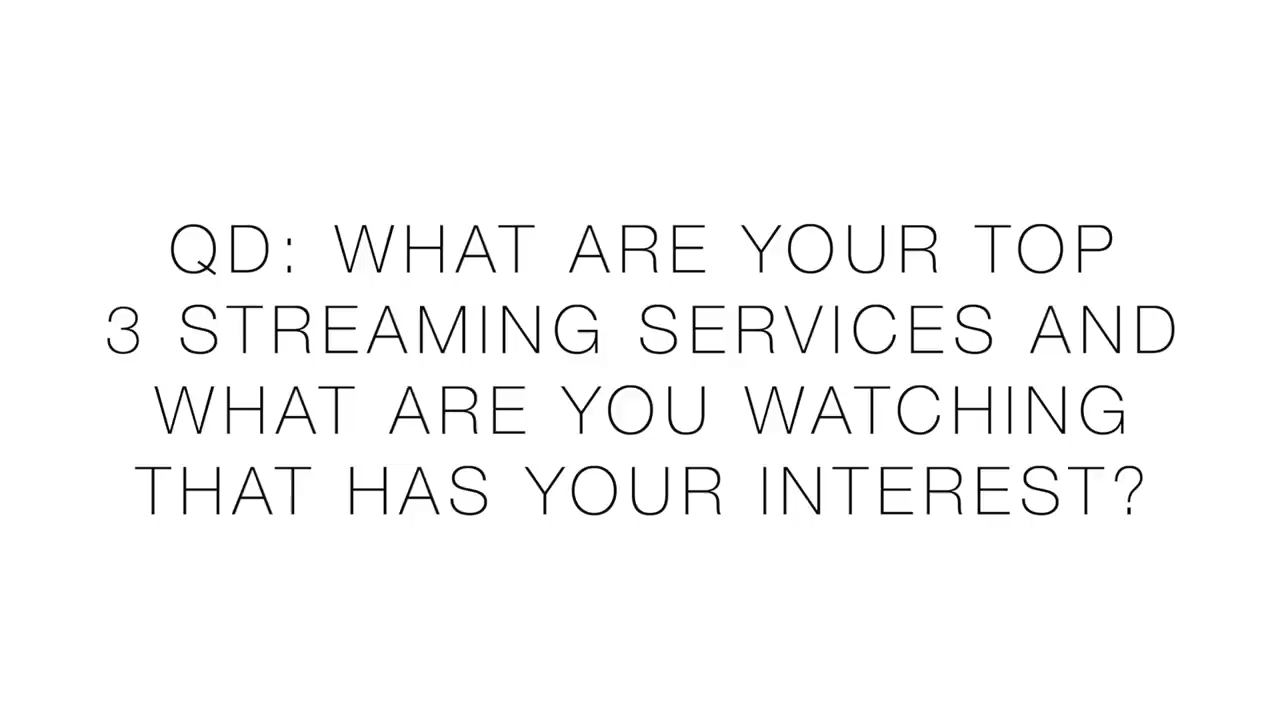 QD: WHAT ARE YOUR TOP
3 STREAMING SERVICES AND
WHAT ARE YOU WATCHING
THAT HAS YOUR INTEREST?